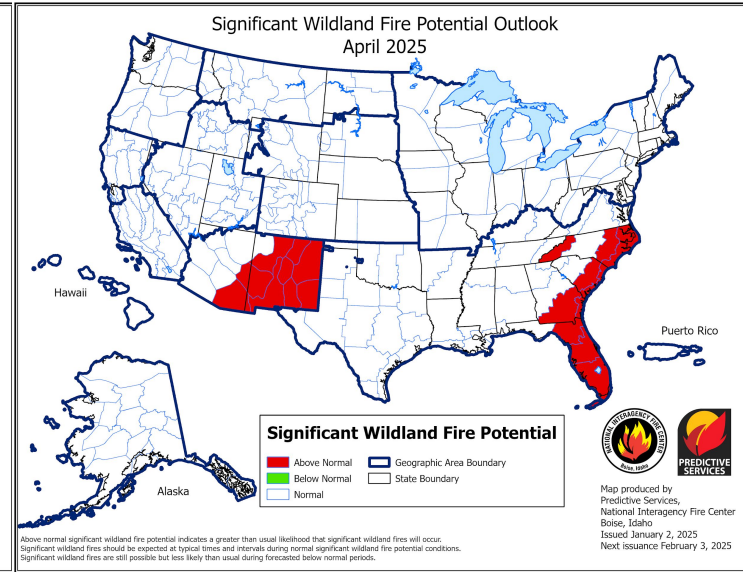 Significant Wildland Fire Potential Outlook
April 2025
Hawaii
Puerto Rico
Alaska
Significant Wildland Fire Potential
Above Normal
Below Normal
Normal
Geographic Area Boundary
State Boundary
NATIONAL INTERAGENCY FIRE CENTER
Boise, Idaho
PREDICTIVE
SERVICES
Map produced by
Predictive Services,
National Interagency Fire Center
Boise, Idaho
Issued January 2, 2025
Next issuance February 3, 2025
Above normal significant wildland fire potential indicates a greater than usual likelihood that significant wildland fires will occur.
Significant wildland fires should be expected at typical times and intervals during normal significant wildland fire potential conditions.
Significant wildland fires are still possible but less likely than usual during forecasted below normal periods.